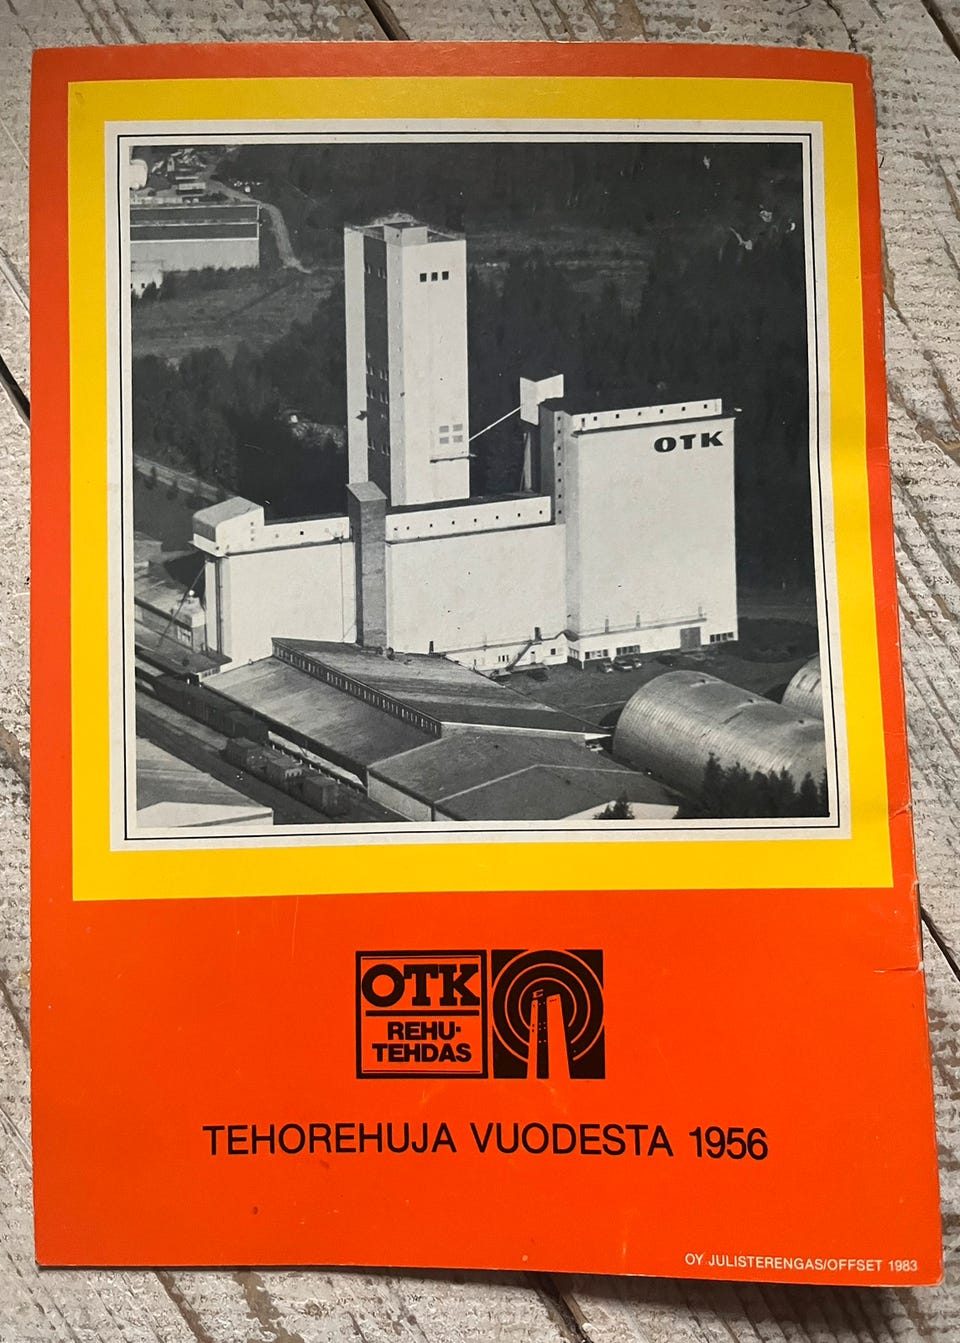 OTK
OTK
REHU-
TEHDAS
TEHOREHUJA VUODESTA 1956
OY JULISTERENGAS/OFFSET 1983